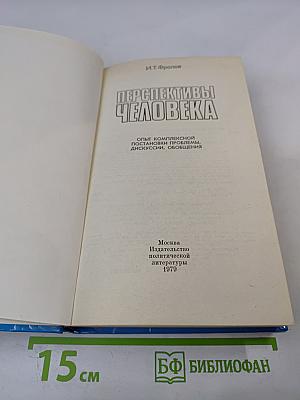 И.Т. Фролов
ПЕРСПЕКТИВЫ
ЧЕЛОВЕКА
ОПЫТ КОМПЛЕКСНОЙ
ПОСТАНОВКИ ПРОБЛЕМЫ,
ДИСКУССИИ, ОБОБЩЕНИЯ
Москва
Издательство
политической
литературы
1979
15 см
БФ БИБЛИОФАН